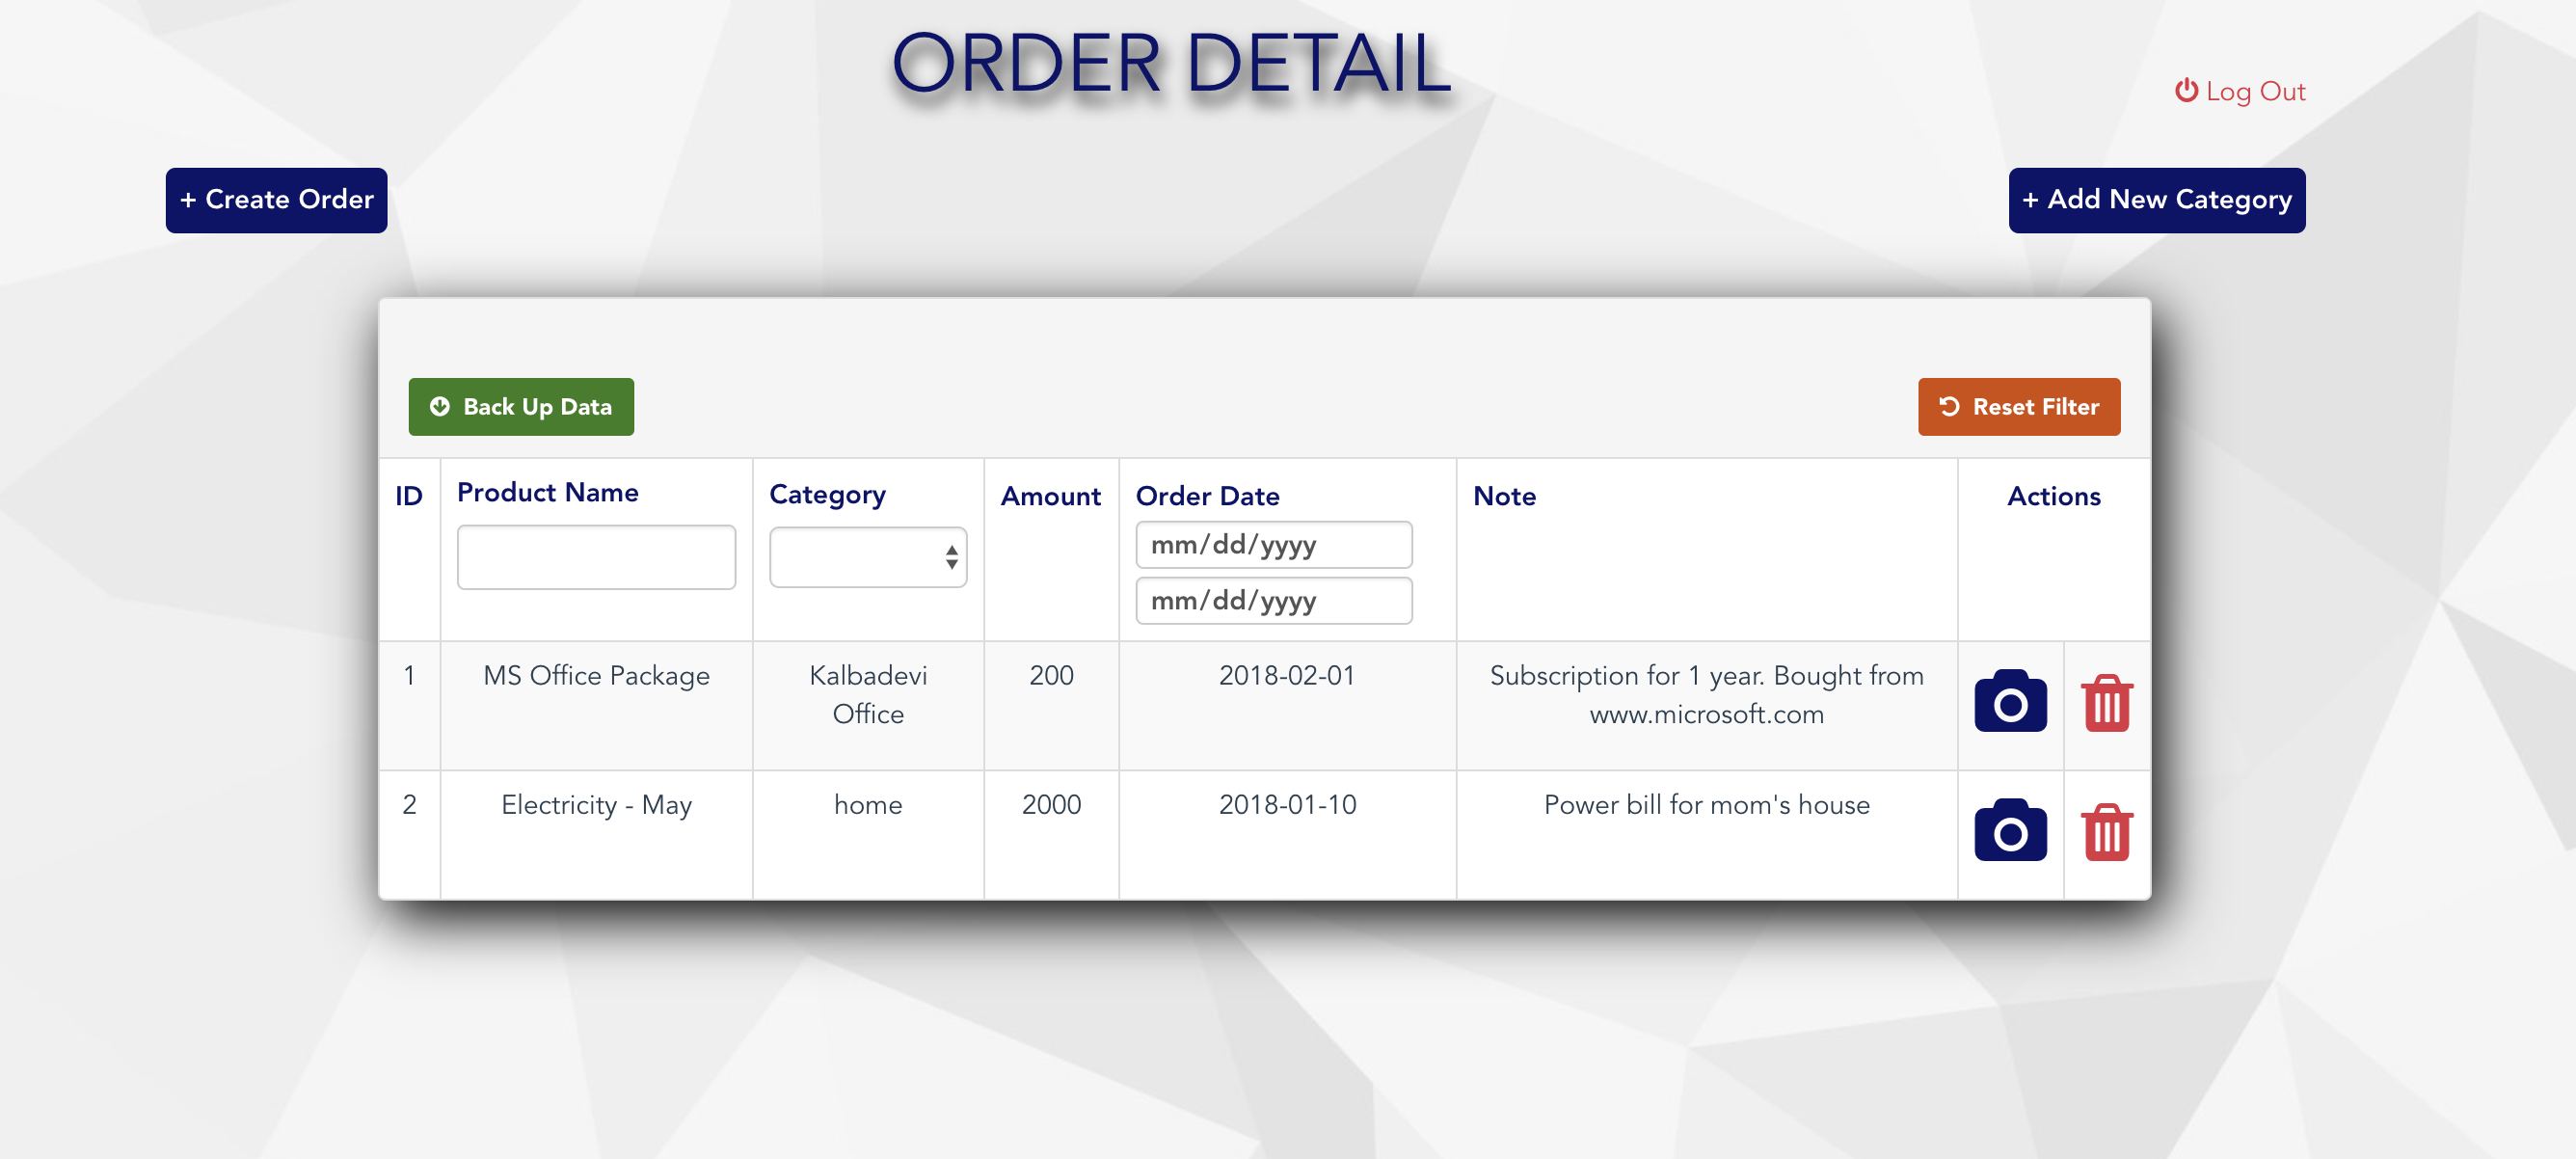 ORDER DETAIL
Log Out
+ Create Order
+ Add New Category
Back Up Data
Reset Filter
ID Product Name Category Amount Order Date Note Actions
mm/dd/yyyy
mm/dd/yyyy
1 MS Office Package Kalbadevi 200 2018-02-01 Subscription for 1 year. Bought from
Office www.microsoft.com
2 Electricity - May home 2000 2018-01-10 Power bill for mom's house